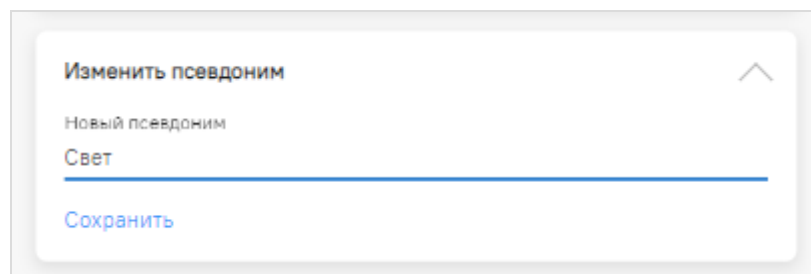 Изменить псевдоним
Новый псевдоним
Свет
Сохранить